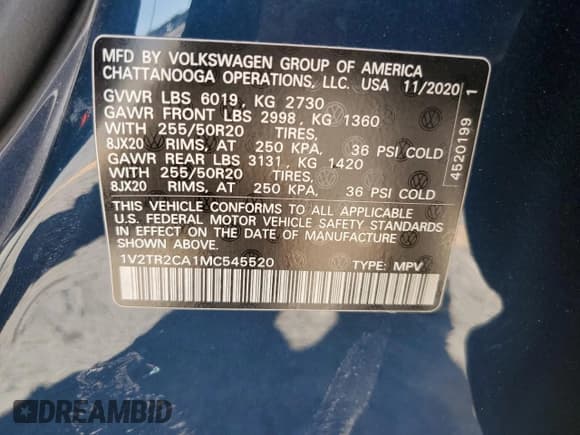 MFD BY VOLKSWAGEN GROUP OF AMERICA
CHATTANOOGA OPERATIONS, LLC. USA 11/2020
GVWR LBS 6019, KG 2730
GAWR FRONT LBS 2998, KG 1360
WITH 255/50R20 TIRES,
8JX20 RIMS, AT 250 KPA. 36 PSI COLD
GAWR REAR LBS 3131, KG 1420
WITH 255/50R20 TIRES,
8JX20 RIMS, AT 250 KPA. 36 PSI COLD
THIS VEHICLE CONFORMS TO ALL APPLICABLE
U.S. FEDERAL MOTOR VEHICLE SAFETY STANDARDS
IN EFFECT ON THE DATE OF MANUFACTURE
SHOWN ABOVE.
1V2TR2CA1MC545520 TYPE: MPV
4520199 1
DREAMBID